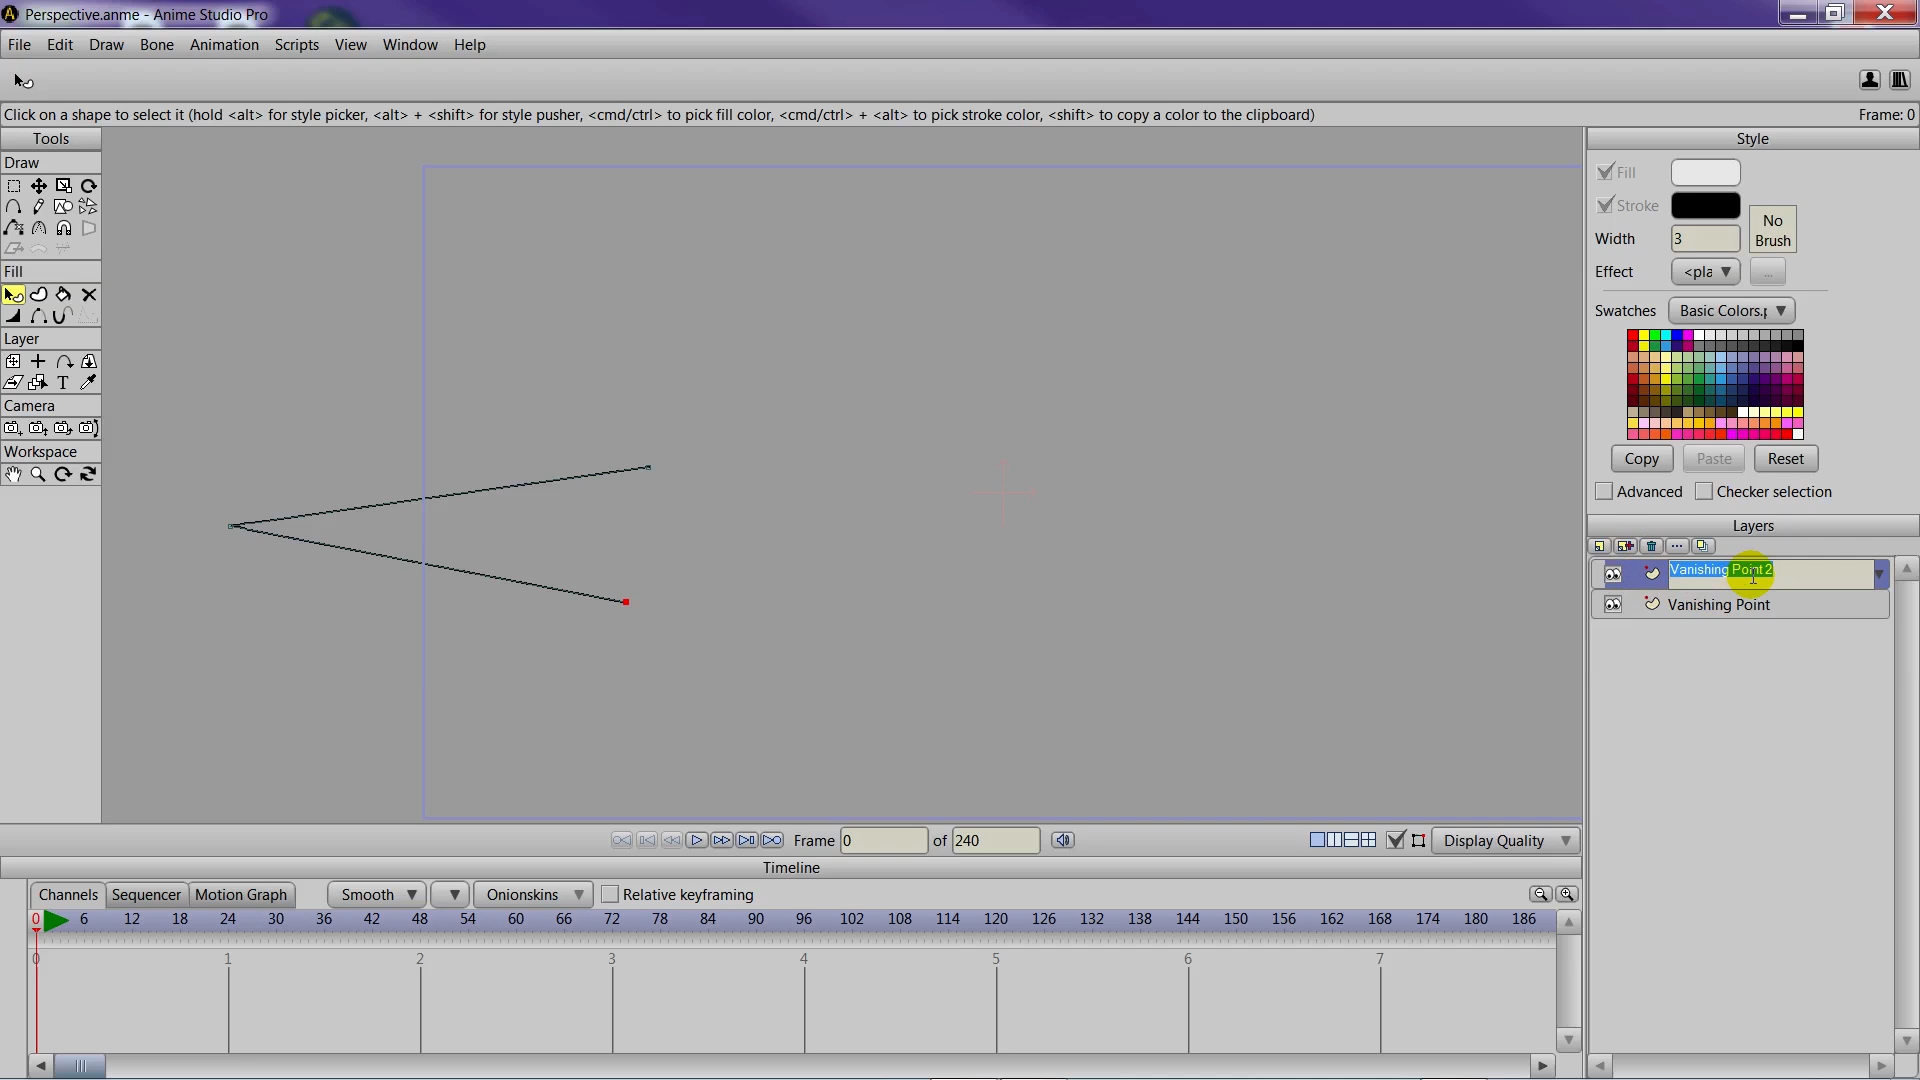 Perspective.anme - Anime Studio Pro
File Edit Draw Bone Animation Scripts View Window Help
Click on a shape to select it (hold <alt> for style picker, <alt> + <shift> for style pusher, <cmd/ctrl> to pick fill color, <cmd/ctrl> + <alt> to pick stroke color, <shift> to copy a color to the clipboard) Frame: 0
Tools
Draw
Fill
Layer
T
Camera
Workspace
Style
Fill
Stroke
Width 3
No Brush
Effect <pla ...
Swatches Basic Colors.p
Copy Paste Reset
Advanced Checker selection
Layers
Vanishing Point 2
Vanishing Point
Frame 0 of 240 Display Quality
Timeline
Channels Sequencer Motion Graph Smooth Onionskins Relative keyframing
0 6 12 18 24 30 36 42 48 54 60 66 72 78 84 90 96 102 108 114 120 126 132 138 144 150 156 162 168 174 180 186
0 1 2 3 4 5 6 7